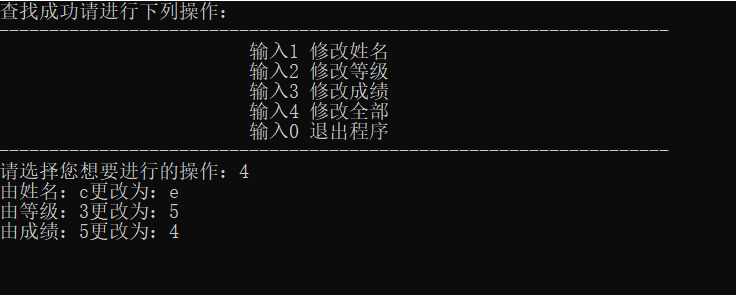 查找成功请进行下列操作:
-------------------------------------------------------------------
输入1 修改姓名
输入2 修改等级
输入3 修改成绩
输入4 修改全部
输入0 退出程序
-------------------------------------------------------------------
请选择您想要进行的操作: 4
由姓名: c更改为: e
由等级: 3更改为: 5
由成绩: 5更改为: 4